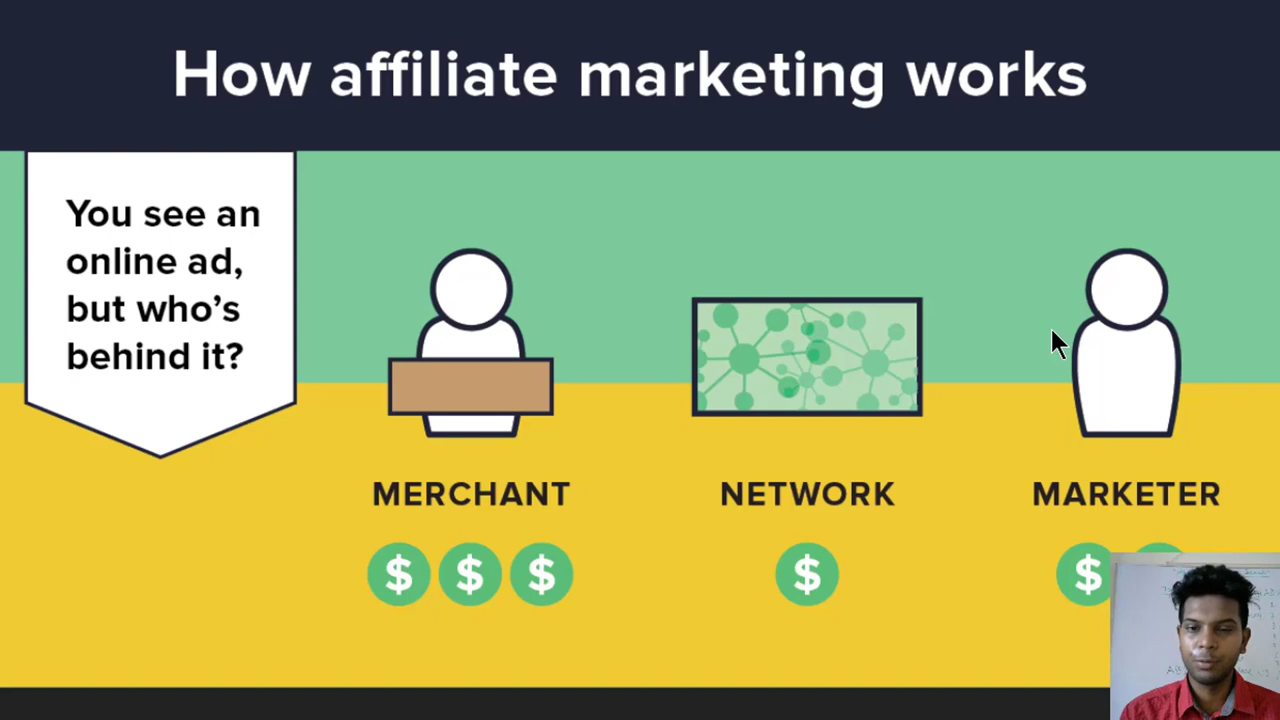 How affiliate marketing works
You see an
online ad,
but who's
behind it?
MERCHANT
NETWORK
MARKETER
$ $ $
$
$